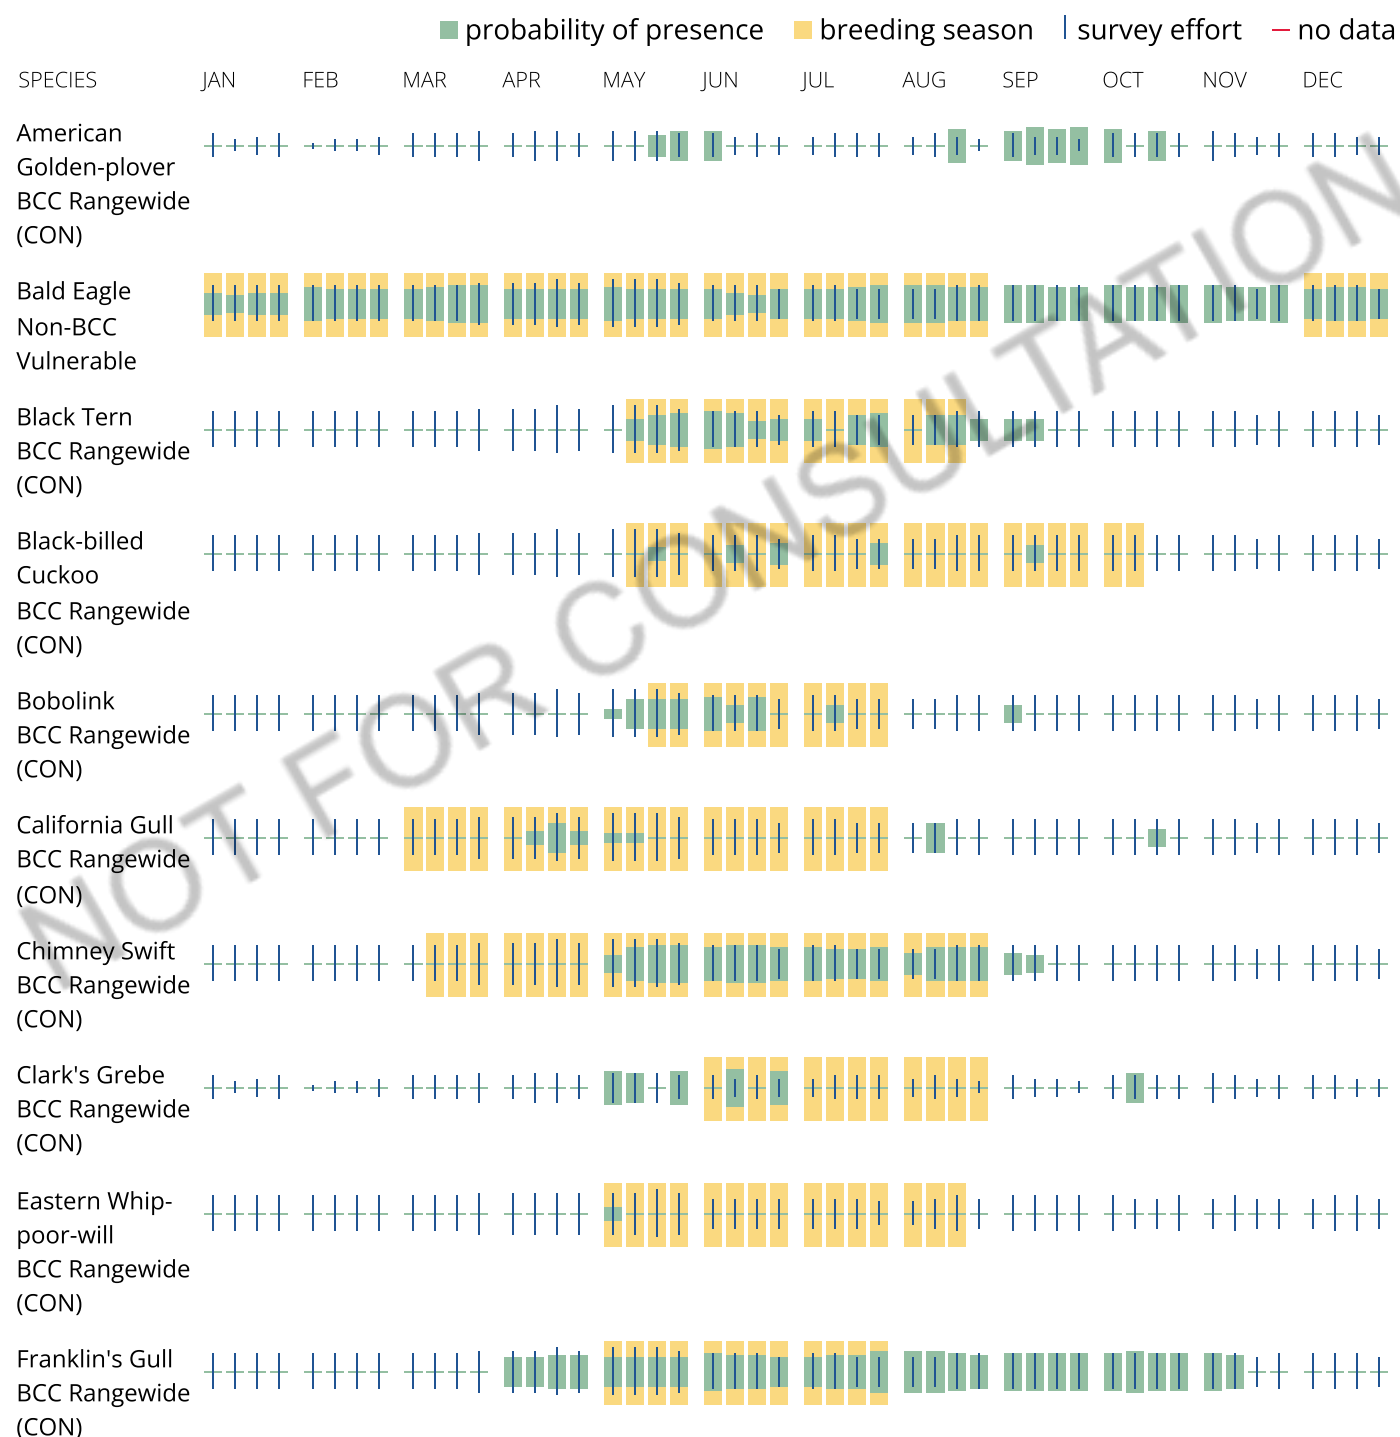 probability of presence breeding season survey effort no data
SPECIES JAN FEB MAR APR MAY JUN JUL AUG SEP OCT NOV DEC
American
Golden-plover
BCC Rangewide
(CON)
Bald Eagle
Non-BCC
Vulnerable
Black Tern
BCC Rangewide
(CON)
Black-billed
Cuckoo
BCC Rangewide
(CON)
Bobolink
BCC Rangewide
(CON)
California Gull
BCC Rangewide
(CON)
Chimney Swift
BCC Rangewide
(CON)
Clark's Grebe
BCC Rangewide
(CON)
Eastern Whip-
poor-will
BCC Rangewide
(CON)
Franklin's Gull
BCC Rangewide
(CON)
NOT FOR CONSULTATION